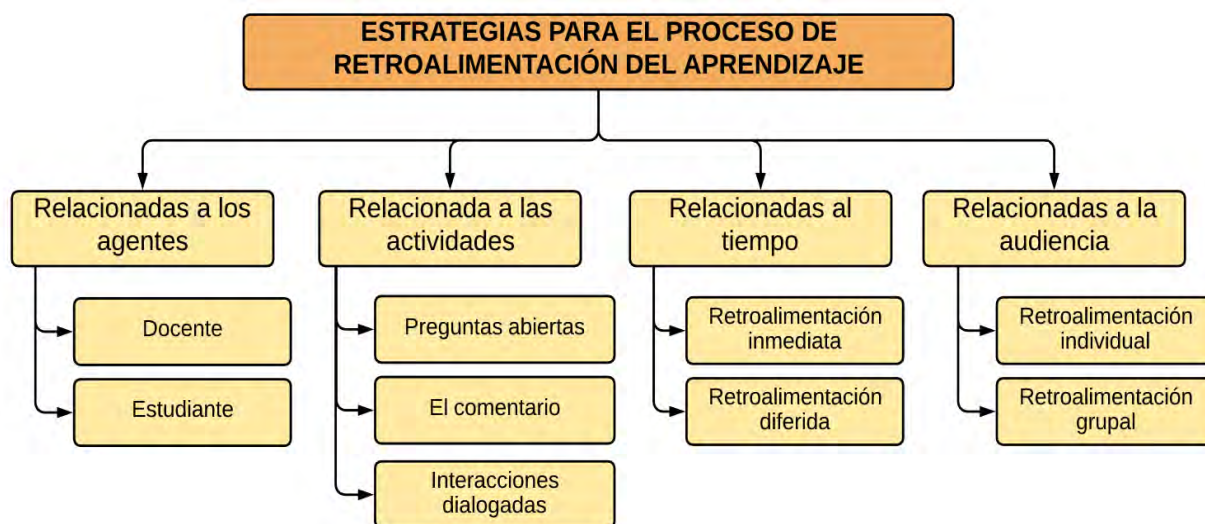 ESTRATEGIAS PARA EL PROCESO DE
RETROALIMENTACIÓN DEL APRENDIZAJE
Relacionadas a los
agentes
Docente
Estudiante
Relacionada a las
actividades
Preguntas abiertas
El comentario
Interacciones
dialogadas
Relacionadas al
tiempo
Retroalimentación
inmediata
Retroalimentación
diferida
Relacionadas a la
audiencia
Retroalimentación
individual
Retroalimentación
grupal